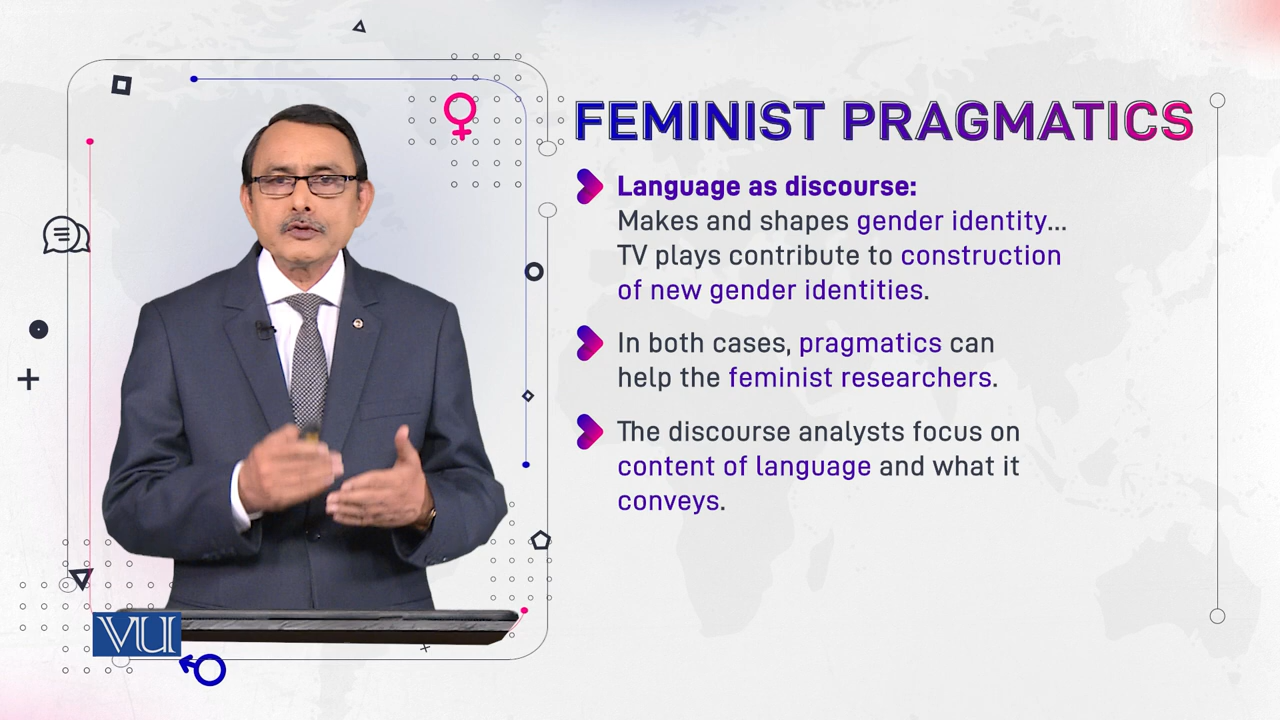 FEMINIST PRAGMATICS
Language as discourse:
Makes and shapes gender identity...
TV plays contribute to construction
of new gender identities.
In both cases, pragmatics can
help the feminist researchers.
The discourse analysts focus on
content of language and what it
conveys.
VU